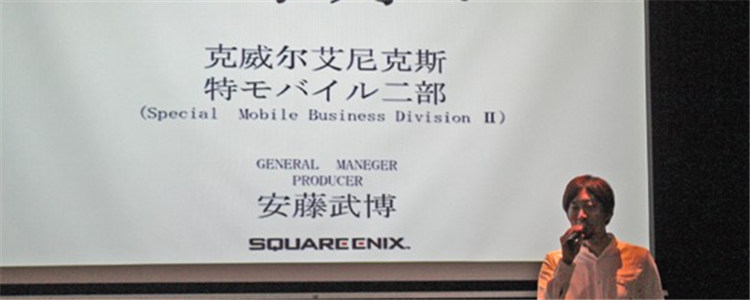 克威尔艾尼克斯
特モバイル二部
(Special Mobile Business Division Ⅱ)
GENERAL MANEGER
PRODUCER
安藤武博
SQUARE ENIX.